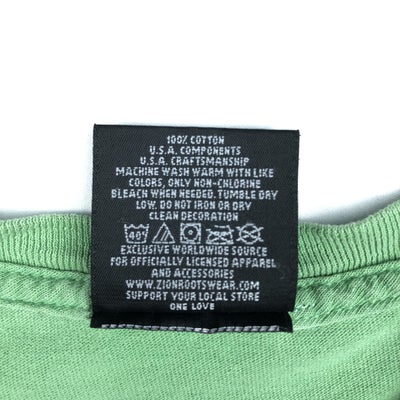 100% COTTON
U.S.A. COMPONENTS
U.S.A. CRAFTSMANSHIP
MACHINE WASH WARM WITH LIKE
COLORS, ONLY NON-CHLORINE
BLEACH WHEN NEEDED. TUMBLE DRY
LOW. DO NOT IRON OR DRY
CLEAN DECORATION
40°
EXCLUSIVE WORLDWIDE SOURCE
FOR OFFICIALLY LICENSED APPAREL
AND ACCESSORIES
WWW.ZIONROOTSWEAR.COM
SUPPORT YOUR LOCAL STORE
ONE LOVE